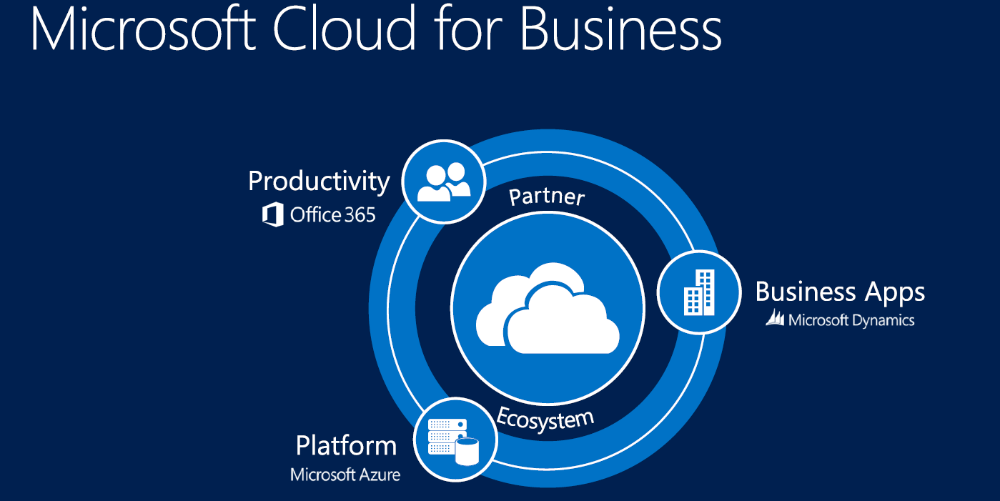 Microsoft Cloud for Business
Productivity
Office 365
Partner
Business Apps
Microsoft Dynamics
Ecosystem
Platform
Microsoft Azure